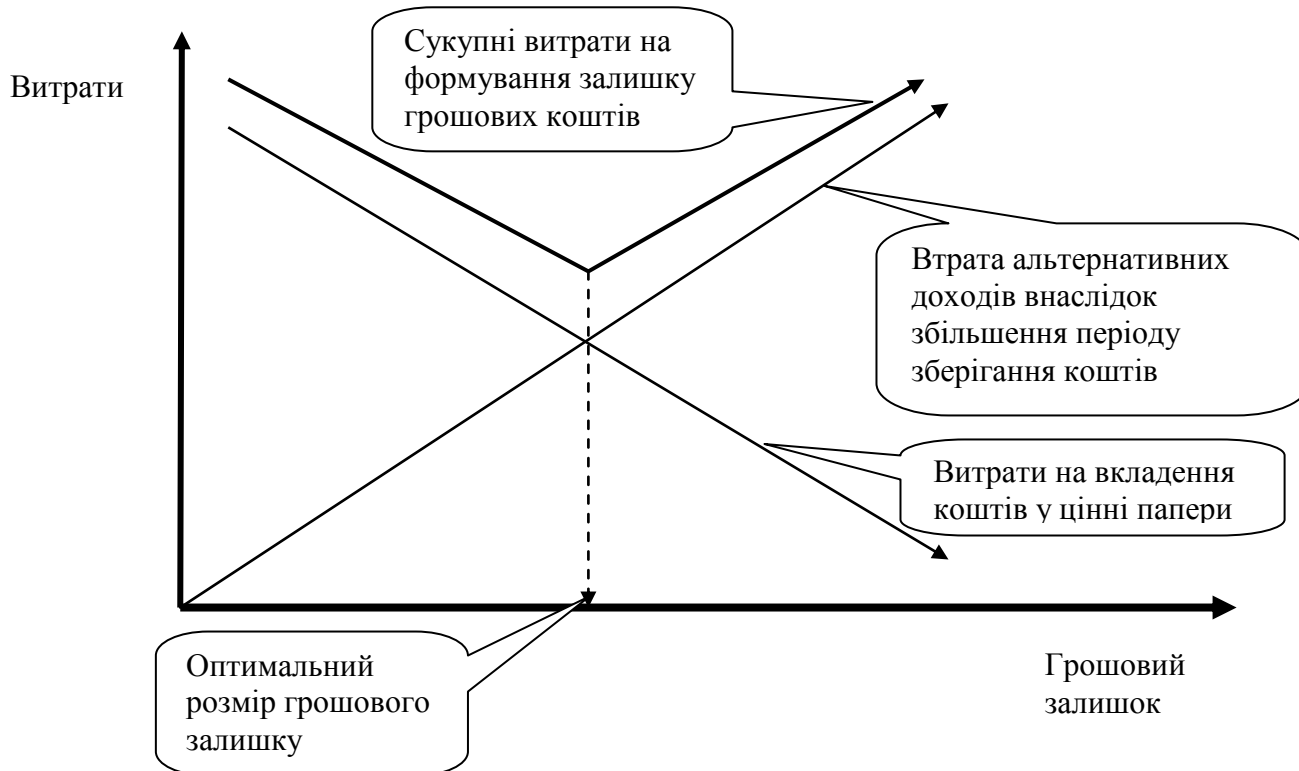 Витрати
Сукупні витрати на
формування залишку
грошових коштів
Втрата альтернативних
доходів внаслідок
збільшення періоду
зберігання коштів
Витрати на вкладення
коштів у цінні папери
Оптимальний
розмір грошового
залишку
Грошовий
залишок